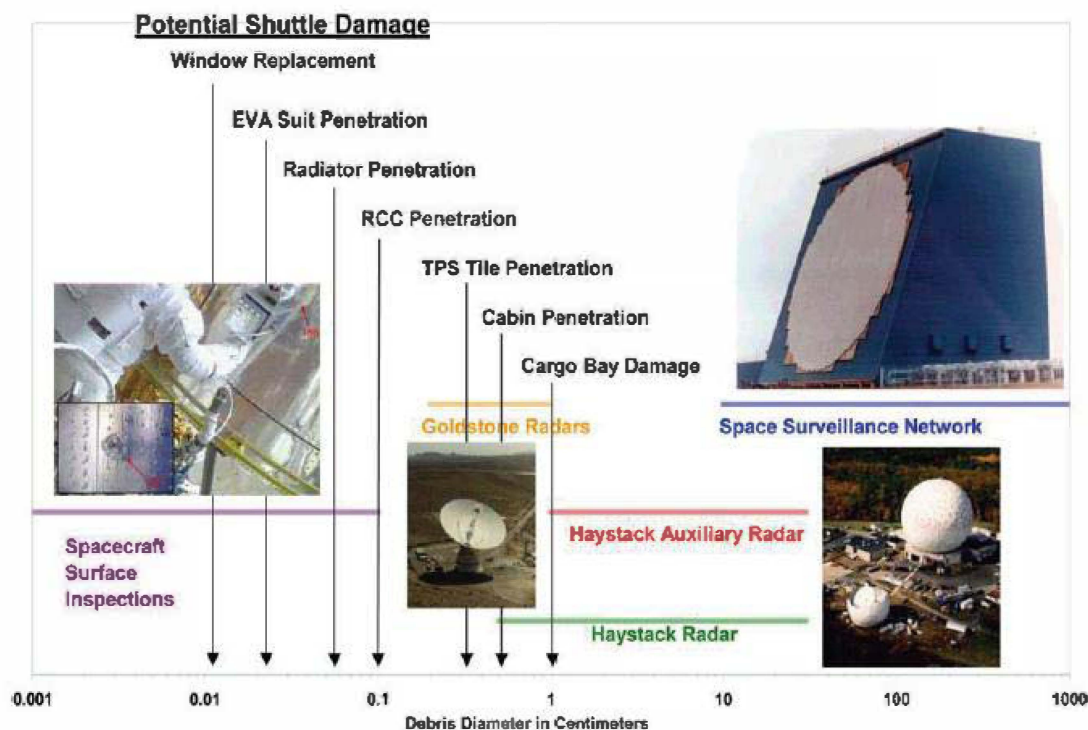 Potential Shuttle Damage
Window Replacement
EVA Suit Penetration
Radiator Penetration
RCC Penetration
TPS Tile Penetration
Cabin Penetration
Cargo Bay Damage
Goldstone Radars
Space Surveillance Network
Haystack Auxiliary Radar
Spacecraft
Surface
Inspections
Haystack Radar
0.001 0.01 0.1 1 10 100 1000
Debris Diameter in Centimeters